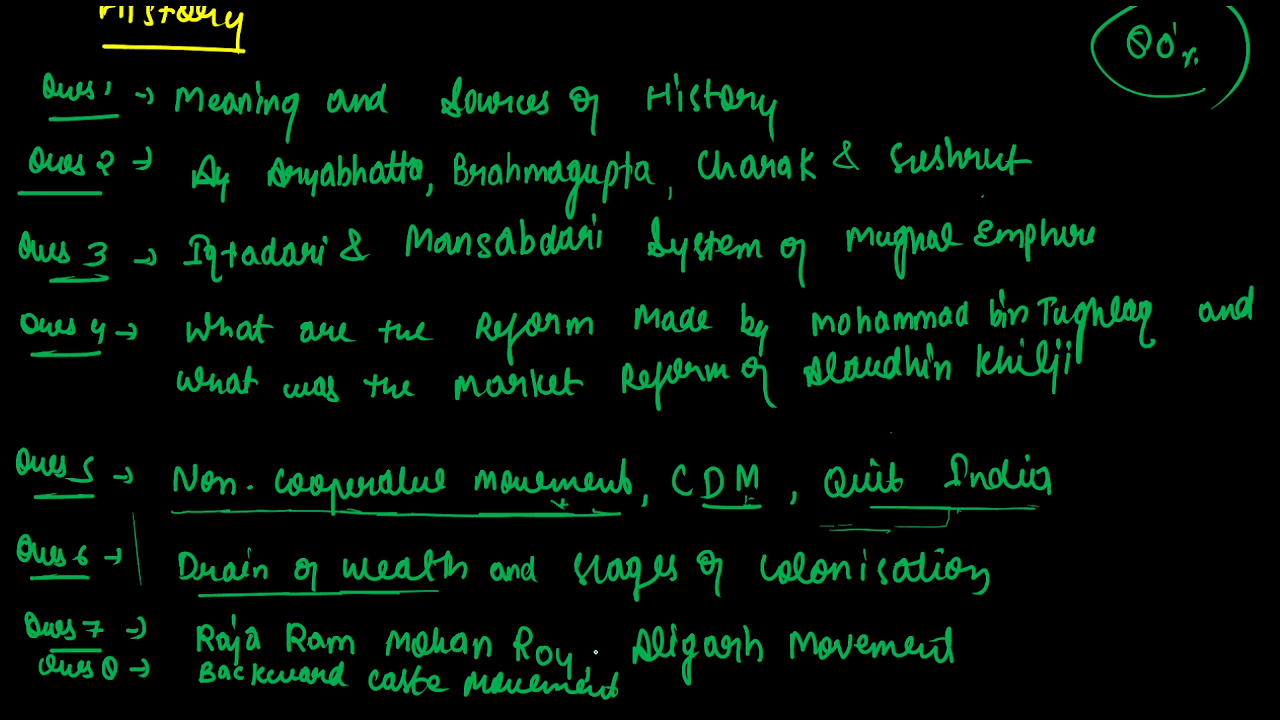 History
80%
Ques 1 → Meaning and Sources of History
Ques 2 → Ay Aryabhatta, Brahmagupta, Charak & Sushrut
Ques 3 → Iqtadari & Mansabdari System of Mughal Emphire
Ques 4 → What are the Reform Made by Mohammad bin Tughlaq and
what was the market Reform of Alaudhin Khilji
Ques 5 → Non-cooperative movement, CDM, Quit India
Ques 6 → Drain of wealth and stages of colonisation
Ques 7 → Raja Ram Mohan Roy, Aligarh Movement
Ques 8 → Backward caste movement